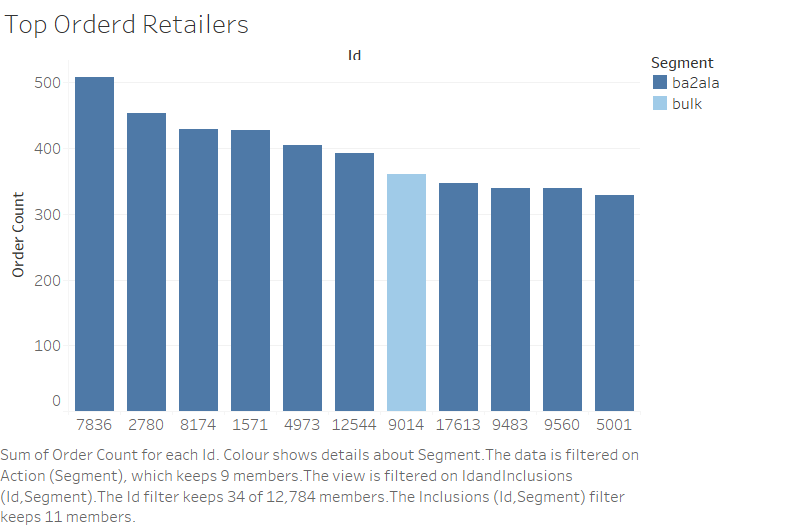 Top Orderd Retailers
Id
Segment
ba2ala
bulk
500
400
300
200
100
0
Order Count
7836 2780 8174 1571 4973 12544 9014 17613 9483 9560 5001
Sum of Order Count for each Id. Colour shows details about Segment.The data is filtered on
Action (Segment), which keeps 9 members.The view is filtered on IdandInclusions
(Id,Segment).The Id filter keeps 34 of 12,784 members.The Inclusions (Id,Segment) filter
keeps 11 members.